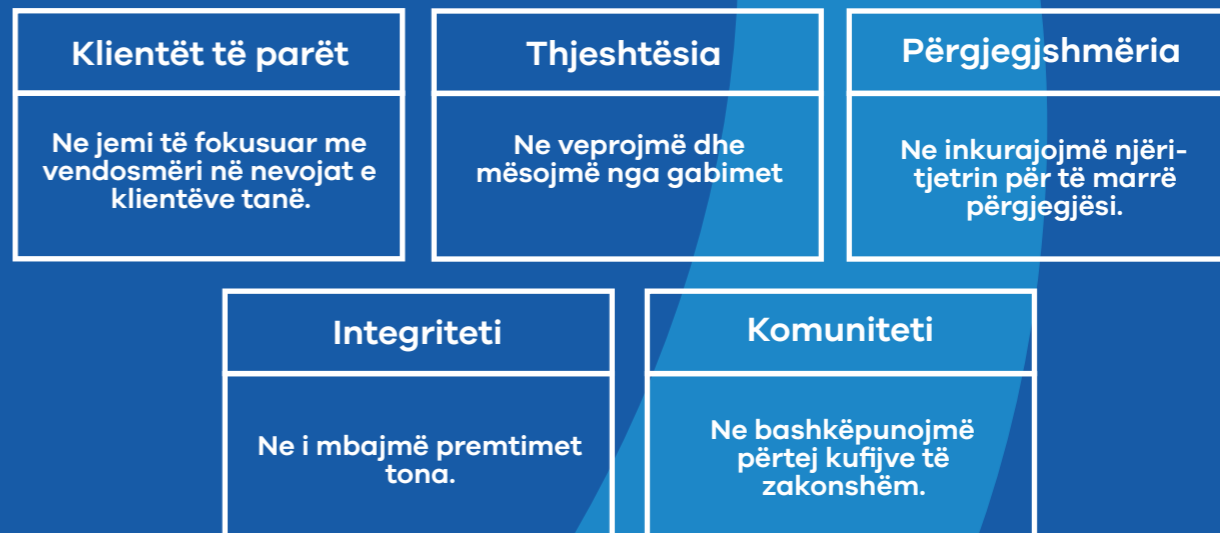 Klientët të parët
Ne jemi të fokusuar me
vendosmëri në nevojat e
klientëve tanë.
Thjeshtësia
Ne veprojmë dhe
mësojmë nga gabimet
Përgjegjshmëria
Ne inkurajojmë njëri-
tjetrin për të marrë
përgjegjësi.
Integriteti
Ne i mbajmë premtimet
tona.
Komuniteti
Ne bashkëpunojmë
përtej kufijve të
zakonshëm.